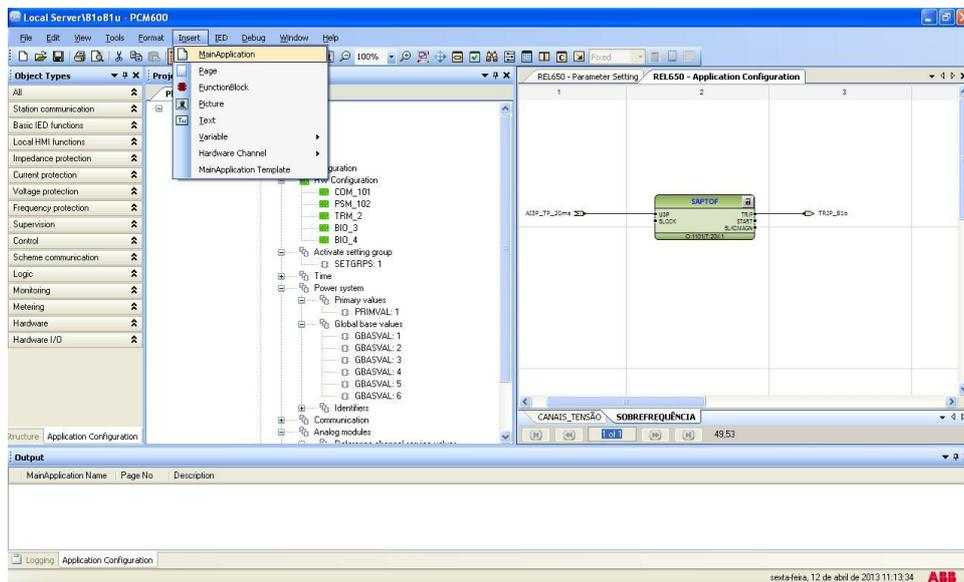 Local Server\81o81u - PCM600
File Edit View Tools Format Insert IED Debug Window Help
100%
Fixed
MainApplication
Page
FunctionBlock
Picture
Text
Variable
Hardware Channel
MainApplication Template
Object Types
All
Station communication
Basic IED functions
Local HMI functions
Impedance protection
Current protection
Voltage protection
Frequency protection
Supervision
Control
Scheme communication
Logic
Monitoring
Metering
Hardware
Hardware I/O
Application Configuration
HW Configuration
COM_101
PSM_102
TRM_2
BIO_3
BIO_4
Activate setting group
SETGRPS: 1
Time
Power system
Primary values
PRIMVAL: 1
Global base values
GBASVAL: 1
GBASVAL: 2
GBASVAL: 3
GBASVAL: 4
GBASVAL: 5
GBASVAL: 6
Identifiers
Communication
Analog modules
REL650 - Parameter Setting REL650 - Application Configuration
1 2 3
SAPTOF
AI3P_TP_20ms
U3P TRIP
BLOCK START
BLKDMAGN
TRIP_81o
CANAIS_TENSÃO SOBREFREQUÊNCIA
1 of 1 49,53
Output
MainApplication Name Page No Description
Logging Application Configuration
sexta-feira, 12 de abril de 2013 11:13:34 ABB